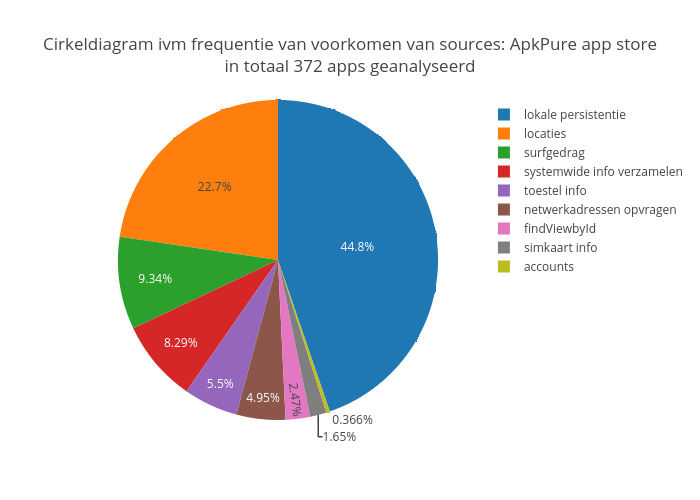 Cirkeldiagram ivm frequentie van voorkomen van sources: ApkPure app store
in totaal 372 apps geanalyseerd
lokale persistentie
locaties
surfgedrag
systemwide info verzamelen
toestel info
netwerkadressen opvragen
findViewbyId
simkaart info
accounts
22.7%
44.8%
9.34%
8.29%
5.5%
4.95%
2.47%
0.366%
1.65%